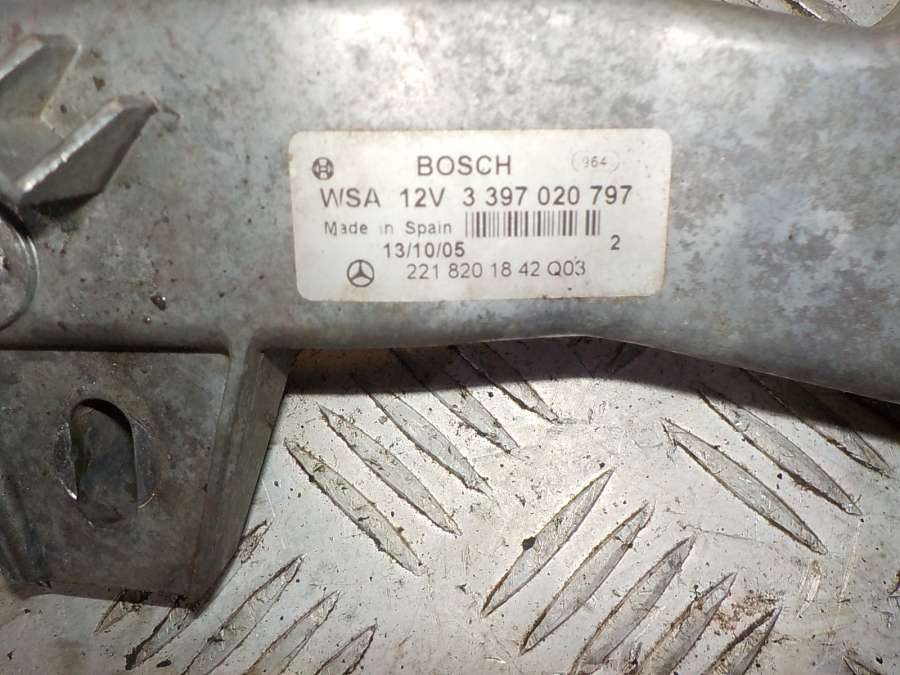 BOSCH 964
WSA 12V 3 397 020 797
Made in Spain
13/10/05 2
221 820 18 42 Q03